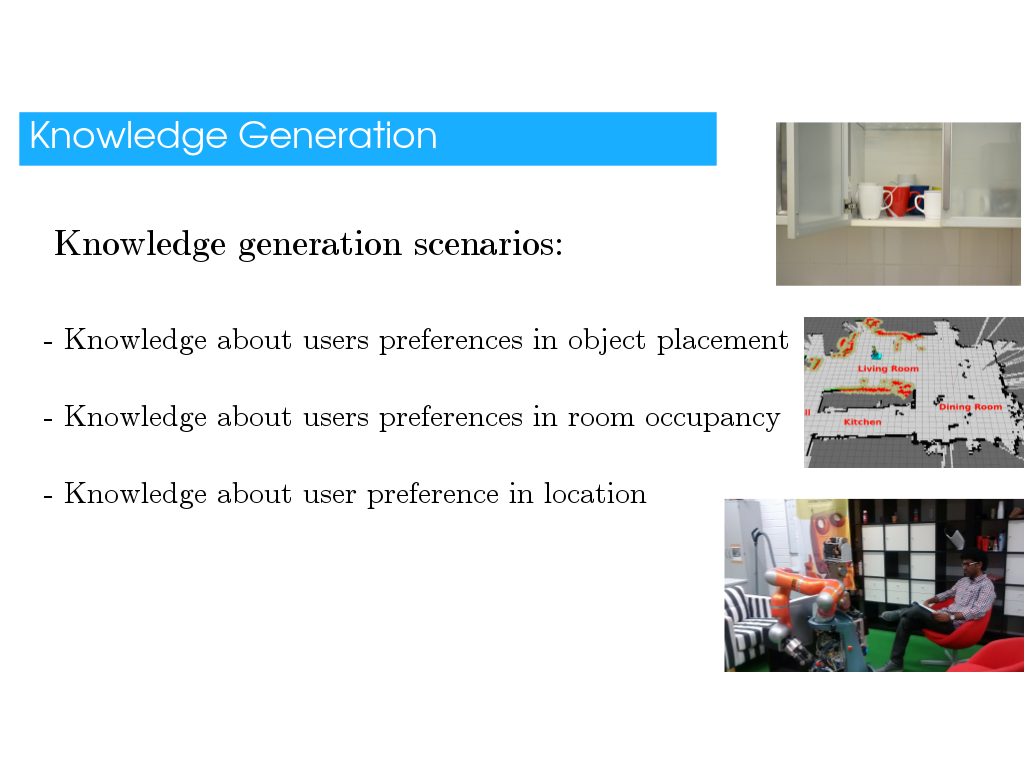 Knowledge Generation
Knowledge generation scenarios:
- Knowledge about users preferences in object placement
- Knowledge about users preferences in room occupancy
- Knowledge about user preference in location
Living Room
Dining Room
Kitchen